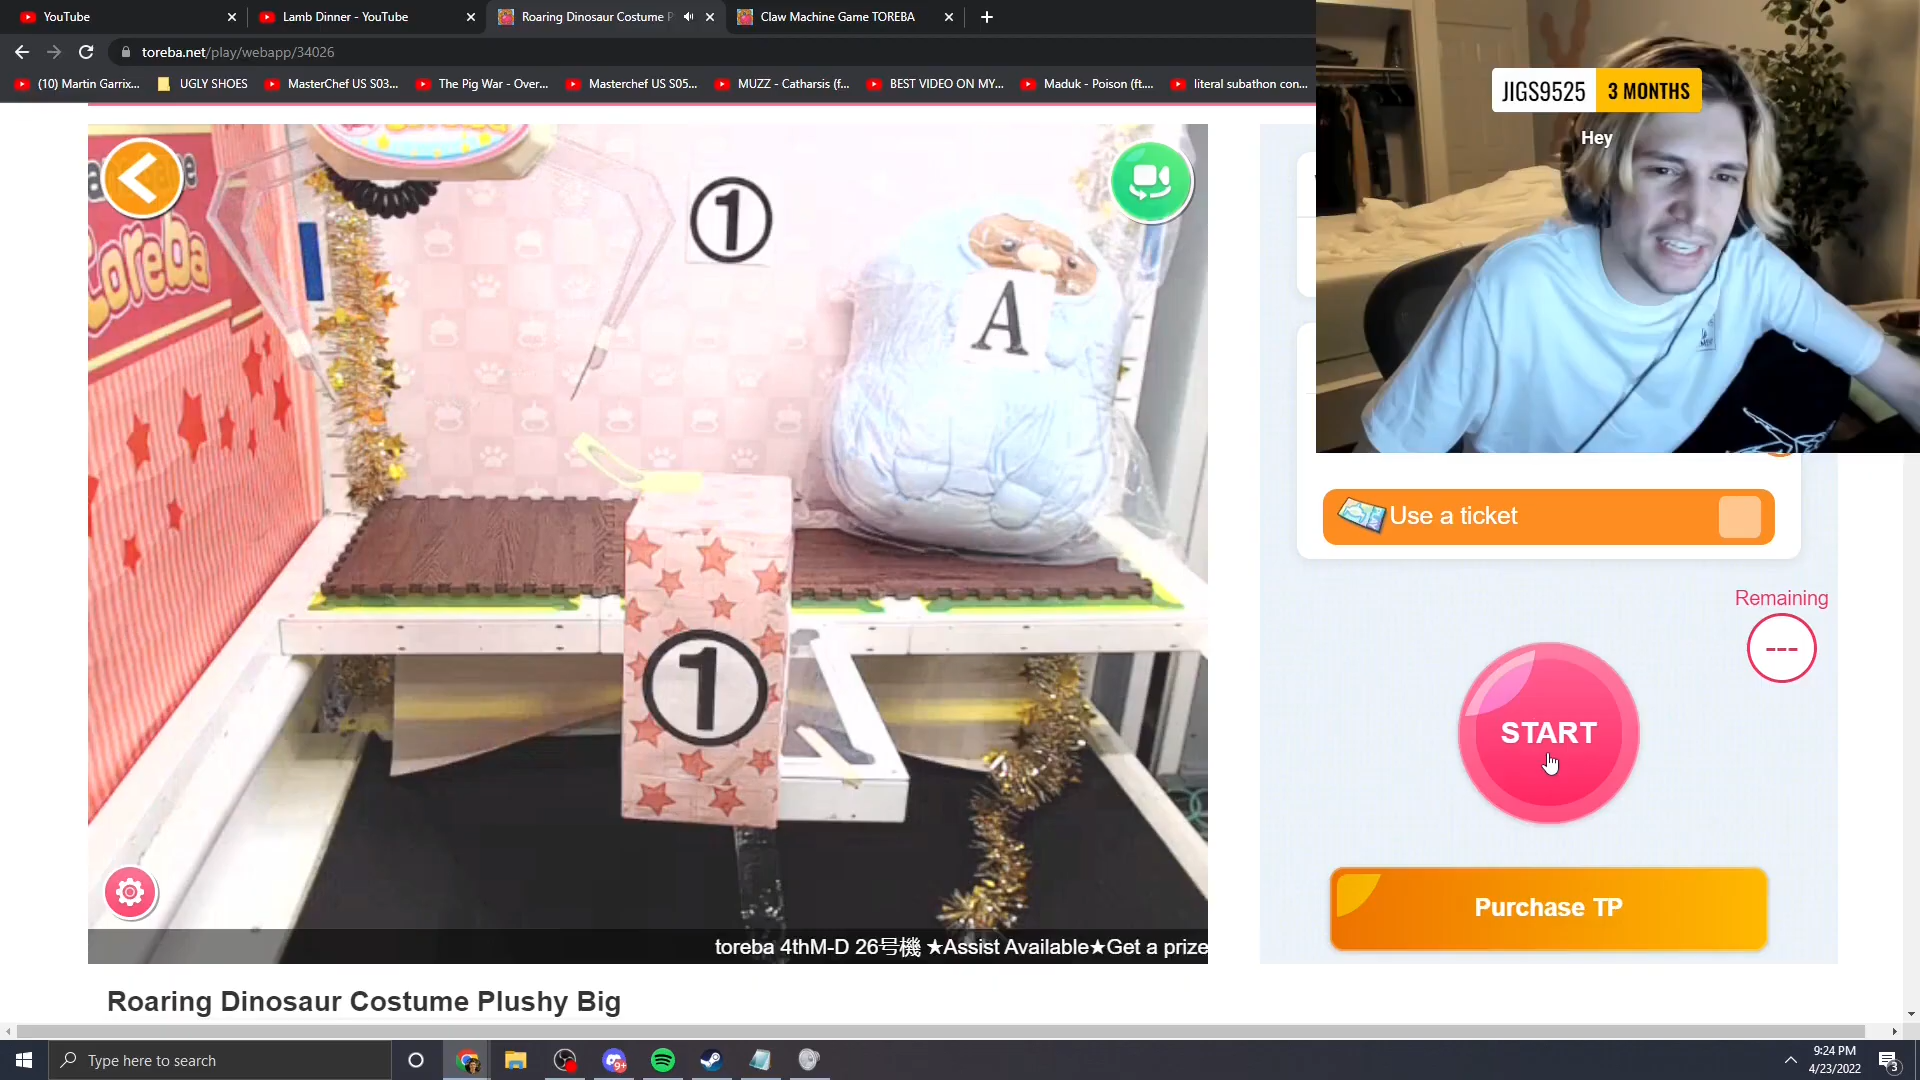 YouTube
Lamb Dinner - YouTube
Roaring Dinosaur Costume P
Claw Machine Game TOREBA
toreba.net/play/webapp/34026
(10) Martin Garrix...
UGLY SHOES
MasterChef US S03...
The Pig War - Over...
Masterchef US S05...
MUZZ - Catharsis (f...
BEST VIDEO ON MY...
Maduk - Poison (ft....
literal subathon con...
JIGS9525 3 MONTHS
Hey
Toreba
①
A
①
Use a ticket
Remaining
---
START
Purchase TP
toreba 4thM-D 26号機 ★Assist Available★Get a prize
Roaring Dinosaur Costume Plushy Big
Type here to search
9+
9:24 PM
4/23/2022
3